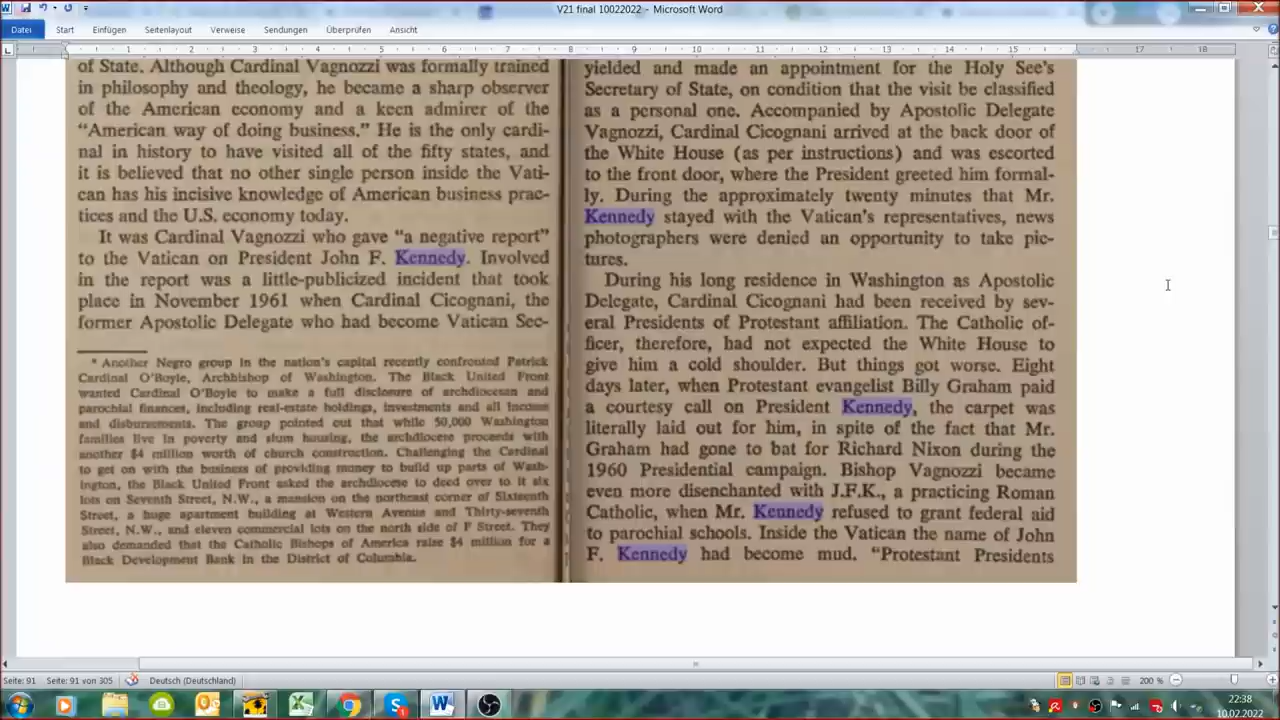 V21 final 10022022 - Microsoft Word
Datei Start Einfügen Seitenlayout Verweise Sendungen Überprüfen Ansicht
1 2 3 4 5 6 7 8 9 10 11 12 13 14 15 17 18
of State. Although Cardinal Vagnozzi was formally trained
in philosophy and theology, he became a sharp observer
of the American economy and a keen admirer of the
“American way of doing business.” He is the only cardi-
nal in history to have visited all of the fifty states, and
it is believed that no other single person inside the Vati-
can has his incisive knowledge of American business prac-
tices and the U.S. economy today.
It was Cardinal Vagnozzi who gave “a negative report”
to the Vatican on President John F. Kennedy. Involved
in the report was a little-publicized incident that took
place in November 1961 when Cardinal Cicognani, the
former Apostolic Delegate who had become Vatican Sec-
* Another Negro group in the nation's capital recently confronted Patrick
Cardinal O'Boyle, Archbishop of Washington. The Black United Front
wanted Cardinal O'Boyle to make a full disclosure of archdiocesan and
parochial finances, including real-estate holdings, investments and all income
and disbursements. The group pointed out that while 50,000 Washington
families live in poverty and slum housing, the archdiocese proceeds with
another $4 million worth of church construction. Challenging the Cardinal
to get on with the business of providing money to build up parts of Wash-
ington, the Black United Front asked the archdiocese to deed over to it six
lots on Seventh Street, N.W., a mansion on the northeast corner of Sixteenth
Street, a huge apartment building at Western Avenue and Thirty-seventh
Street, N.W., and eleven commercial lots on the north side of F Street. They
also demanded that the Catholic Bishops of America raise $4 million for a
Black Development Bank in the District of Columbia.
yielded and made an appointment for the Holy See's
Secretary of State, on condition that the visit be classified
as a personal one. Accompanied by Apostolic Delegate
Vagnozzi, Cardinal Cicognani arrived at the back door of
the White House (as per instructions) and was escorted
to the front door, where the President greeted him formal-
ly. During the approximately twenty minutes that Mr.
Kennedy stayed with the Vatican's representatives, news
photographers were denied an opportunity to take pic-
tures.
During his long residence in Washington as Apostolic
Delegate, Cardinal Cicognani had been received by sev-
eral Presidents of Protestant affiliation. The Catholic of-
ficer, therefore, had not expected the White House to
give him a cold shoulder. But things got worse. Eight
days later, when Protestant evangelist Billy Graham paid
a courtesy call on President Kennedy, the carpet was
literally laid out for him, in spite of the fact that Mr.
Graham had gone to bat for Richard Nixon during the
1960 Presidential campaign. Bishop Vagnozzi became
even more disenchanted with J.F.K., a practicing Roman
Catholic, when Mr. Kennedy refused to grant federal aid
to parochial schools. Inside the Vatican the name of John
F. Kennedy had become mud. “Protestant Presidents
Seite: 91 Seite: 91 von 305 Deutsch (Deutschland) 200 %
22:38
10.02.2022